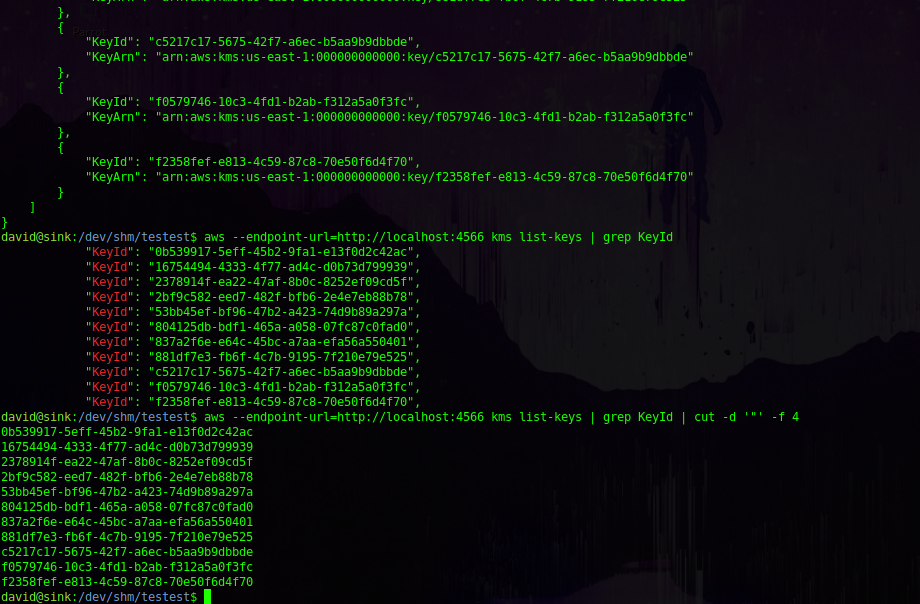 },
{
"KeyId": "c5217c17-5675-42f7-a6ec-b5aa9b9dbbde",
"KeyArn": "arn:aws:kms:us-east-1:000000000000:key/c5217c17-5675-42f7-a6ec-b5aa9b9dbbde"
},
{
"KeyId": "f0579746-10c3-4fd1-b2ab-f312a5a0f3fc",
"KeyArn": "arn:aws:kms:us-east-1:000000000000:key/f0579746-10c3-4fd1-b2ab-f312a5a0f3fc"
},
{
"KeyId": "f2358fef-e813-4c59-87c8-70e50f6d4f70",
"KeyArn": "arn:aws:kms:us-east-1:000000000000:key/f2358fef-e813-4c59-87c8-70e50f6d4f70"
}
]
}
david@sink:/dev/shm/testest$ aws --endpoint-url=http://localhost:4566 kms list-keys | grep KeyId
"KeyId": "0b539917-5eff-45b2-9fa1-e13f0d2c42ac",
"KeyId": "16754494-4333-4f77-ad4c-d0b73d799939",
"KeyId": "2378914f-ea22-47af-8b0c-8252ef09cd5f",
"KeyId": "2bf9c582-eed7-482f-bfb6-2e4e7eb88b78",
"KeyId": "53bb45ef-bf96-47b2-a423-74d9b89a297a",
"KeyId": "804125db-bdf1-465a-a058-07fc87c0fad0",
"KeyId": "837a2f6e-e64c-45bc-a7aa-efa56a550401",
"KeyId": "881df7e3-fb6f-4c7b-9195-7f210e79e525",
"KeyId": "c5217c17-5675-42f7-a6ec-b5aa9b9dbbde",
"KeyId": "f0579746-10c3-4fd1-b2ab-f312a5a0f3fc",
"KeyId": "f2358fef-e813-4c59-87c8-70e50f6d4f70",
david@sink:/dev/shm/testest$ aws --endpoint-url=http://localhost:4566 kms list-keys | grep KeyId | cut -d '"' -f 4
0b539917-5eff-45b2-9fa1-e13f0d2c42ac
16754494-4333-4f77-ad4c-d0b73d799939
2378914f-ea22-47af-8b0c-8252ef09cd5f
2bf9c582-eed7-482f-bfb6-2e4e7eb88b78
53bb45ef-bf96-47b2-a423-74d9b89a297a
804125db-bdf1-465a-a058-07fc87c0fad0
837a2f6e-e64c-45bc-a7aa-efa56a550401
881df7e3-fb6f-4c7b-9195-7f210e79e525
c5217c17-5675-42f7-a6ec-b5aa9b9dbbde
f0579746-10c3-4fd1-b2ab-f312a5a0f3fc
f2358fef-e813-4c59-87c8-70e50f6d4f70
david@sink:/dev/shm/testest$